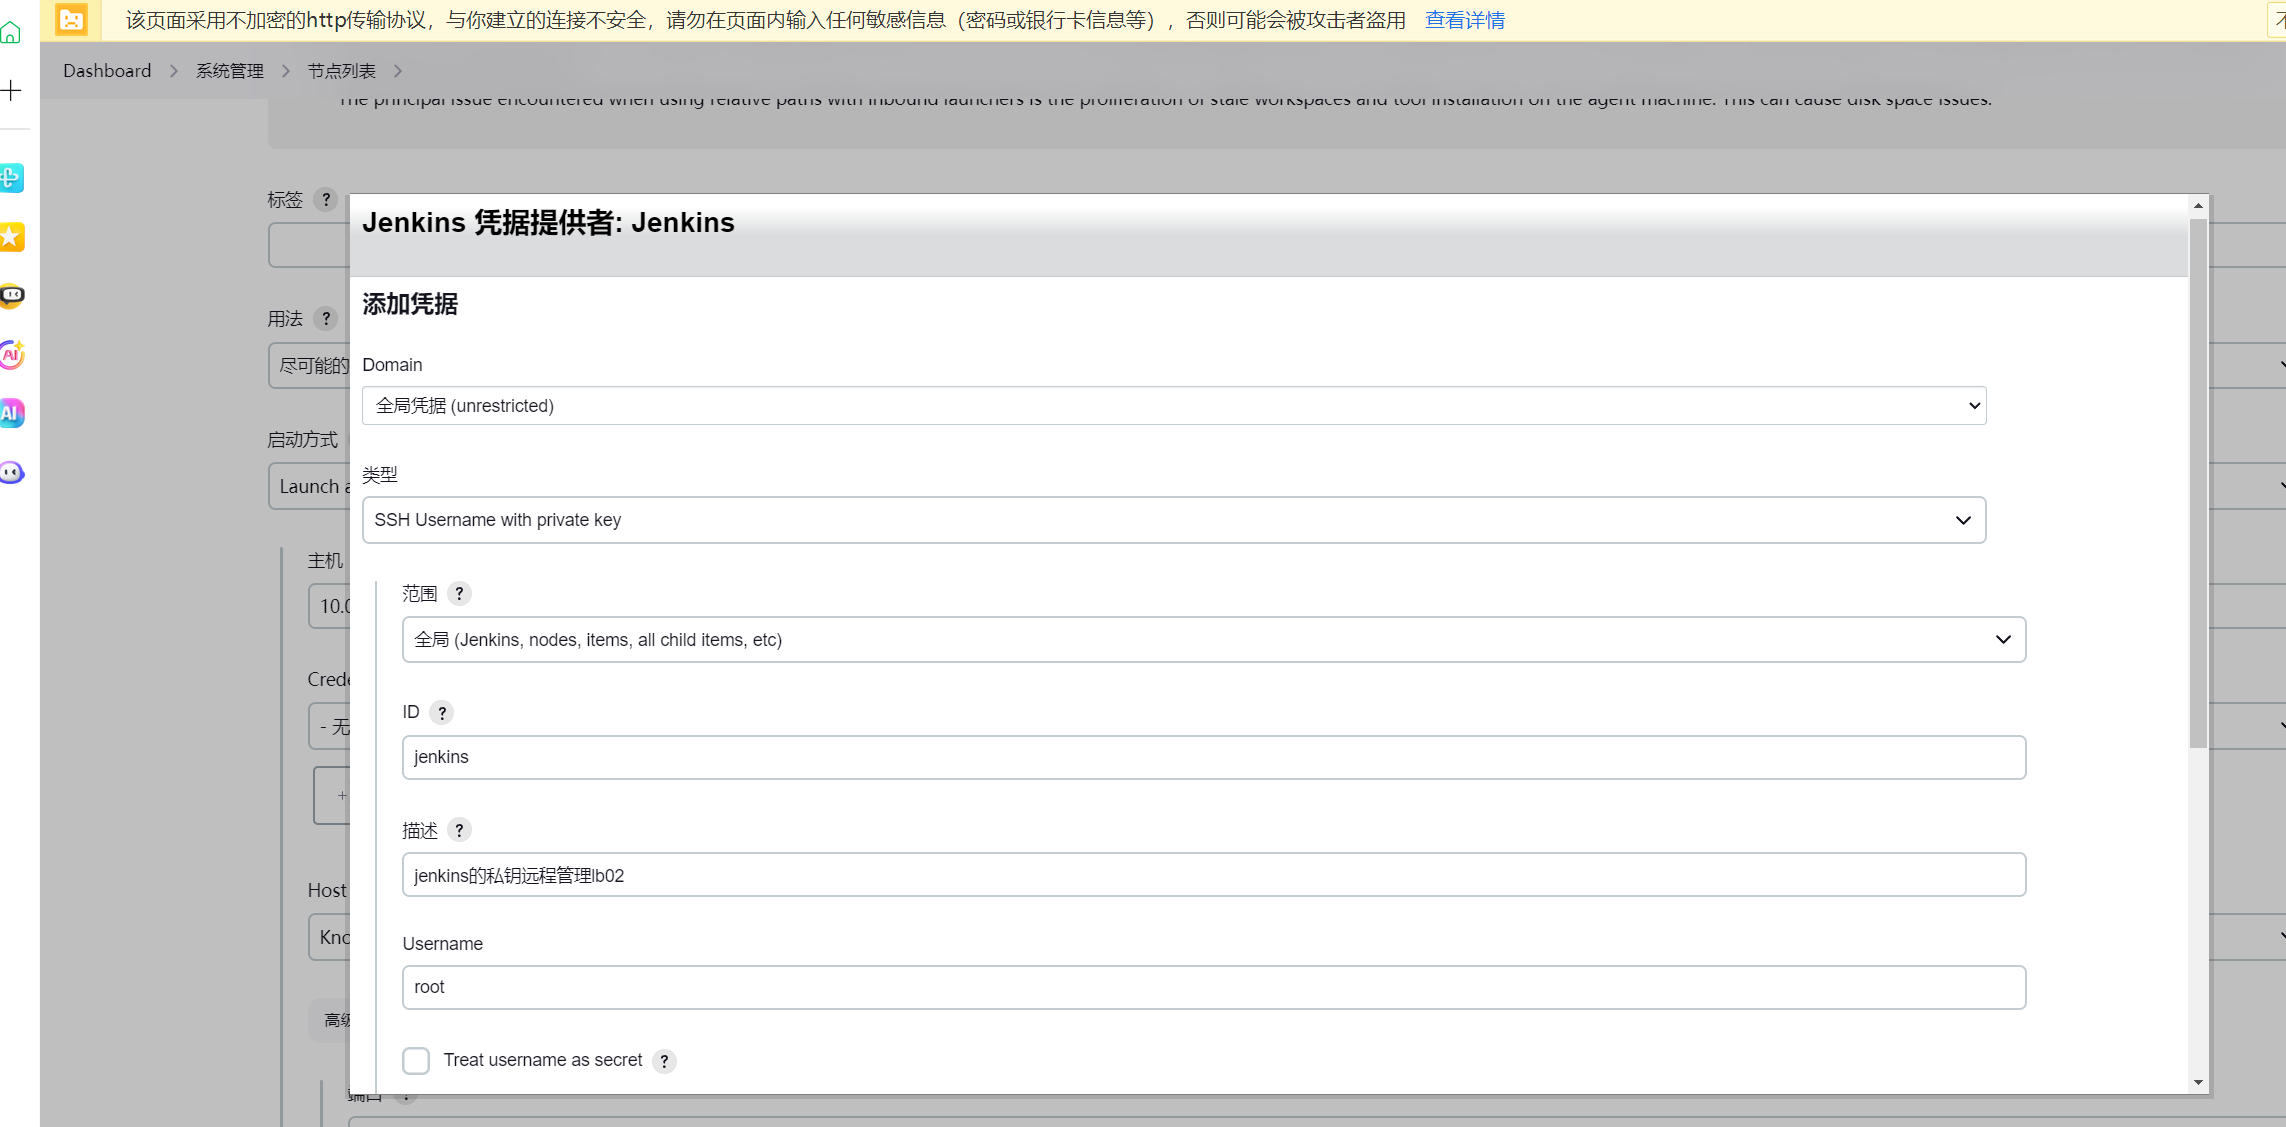 该页面采用不加密的http传输协议，与你建立的连接不安全，请勿在页面内输入任何敏感信息（密码或银行卡信息等），否则可能会被攻击者盗用 查看详情
Dashboard > 系统管理 > 节点列表 >
The principal issue encountered when using relative paths with inbound launchers is the proliferation of stale workspaces and tool installation on the agent machine. This can cause disk space issues.
标签 ?
Jenkins 凭据提供者: Jenkins
添加凭据
用法 ?
尽可能的
Domain
全局凭据 (unrestricted)
启动方式
Launch
类型
SSH Username with private key
主机
10.0
范围 ?
全局 (Jenkins, nodes, items, all child items, etc)
Crede
- 无
ID ?
jenkins
+
描述 ?
jenkins的私钥远程管理lb02
Host
Kno
Username
root
高级
Treat username as secret ?
端口 ?